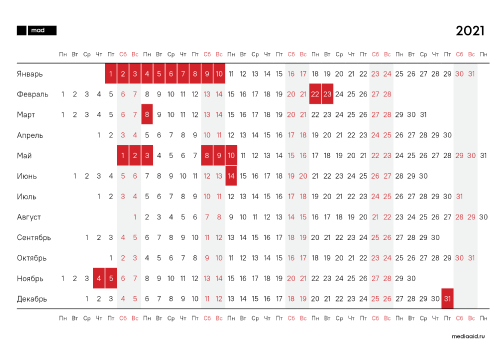 mad
2021
Пн Вт Ср Чт Пт Сб Вс Пн Вт Ср Чт Пт Сб Вс Пн Вт Ср Чт Пт Сб Вс Пн Вт Ср Чт Пт Сб Вс Пн Вт Ср Чт Пт Сб Вс Пн
Январь 1 2 3 4 5 6 7 8 9 10 11 12 13 14 15 16 17 18 19 20 21 22 23 24 25 26 27 28 29 30 31
Февраль 1 2 3 4 5 6 7 8 9 10 11 12 13 14 15 16 17 18 19 20 21 22 23 24 25 26 27 28
Март 1 2 3 4 5 6 7 8 9 10 11 12 13 14 15 16 17 18 19 20 21 22 23 24 25 26 27 28 29 30 31
Апрель 1 2 3 4 5 6 7 8 9 10 11 12 13 14 15 16 17 18 19 20 21 22 23 24 25 26 27 28 29 30
Май 1 2 3 4 5 6 7 8 9 10 11 12 13 14 15 16 17 18 19 20 21 22 23 24 25 26 27 28 29 30 31
Июнь 1 2 3 4 5 6 7 8 9 10 11 12 13 14 15 16 17 18 19 20 21 22 23 24 25 26 27 28 29 30
Июль 1 2 3 4 5 6 7 8 9 10 11 12 13 14 15 16 17 18 19 20 21 22 23 24 25 26 27 28 29 30 31
Август 1 2 3 4 5 6 7 8 9 10 11 12 13 14 15 16 17 18 19 20 21 22 23 24 25 26 27 28 29 30
Сентябрь 1 2 3 4 5 6 7 8 9 10 11 12 13 14 15 16 17 18 19 20 21 22 23 24 25 26 27 28 29 30
Октябрь 1 2 3 4 5 6 7 8 9 10 11 12 13 14 15 16 17 18 19 20 21 22 23 24 25 26 27 28 29 30 31
Ноябрь 1 2 3 4 5 6 7 8 9 10 11 12 13 14 15 16 17 18 19 20 21 22 23 24 25 26 27 28 29 30
Декабрь 1 2 3 4 5 6 7 8 9 10 11 12 13 14 15 16 17 18 19 20 21 22 23 24 25 26 27 28 29 30 31
Пн Вт Ср Чт Пт Сб Вс Пн Вт Ср Чт Пт Сб Вс Пн Вт Ср Чт Пт Сб Вс Пн Вт Ср Чт Пт Сб Вс Пн Вт Ср Чт Пт Сб Вс Пн
mediaaid.ru